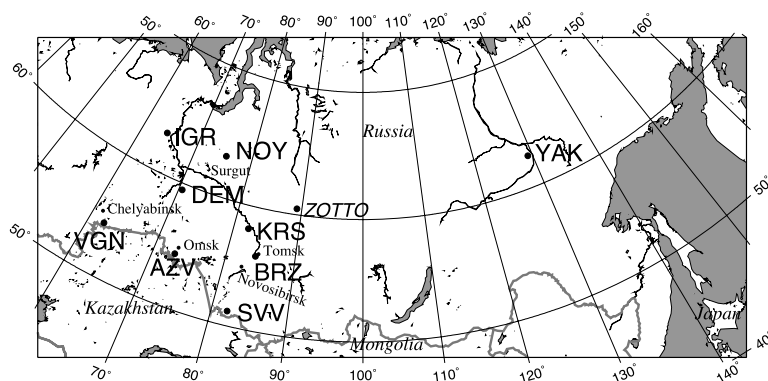 50° 60° 70° 80° 90° 100° 110° 120° 130° 140° 150° 160°
60°
Russia
IGR
NOY
YAK
Surgut
DEM
50°
Chelyabinsk
ZOTTO
50°
VGN
KRS
Omsk
Tomsk
AZV
BRZ
Novosibirsk
Kazakhstan
SVV
Japan
Mongolia
40°
70° 80° 90° 100° 110° 120° 130° 140°